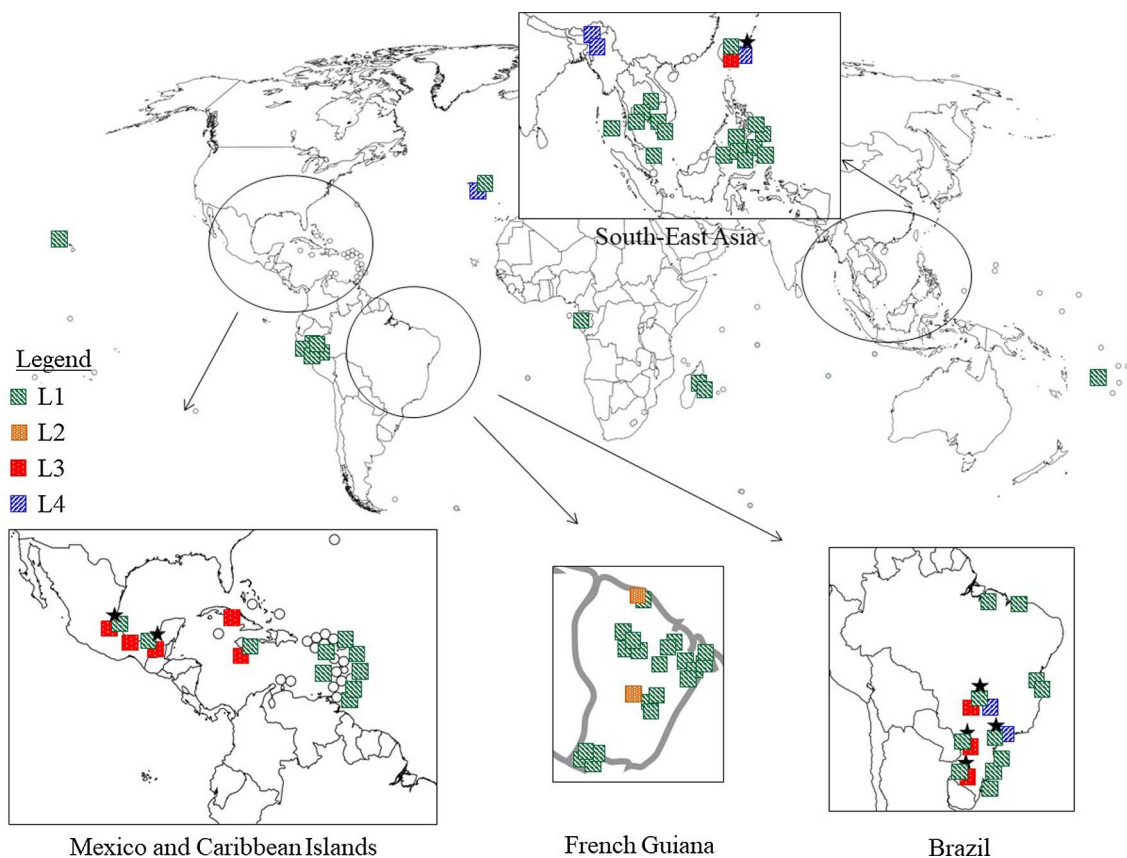 South-East Asia
Legend
L1
L2
L3
L4
Mexico and Caribbean Islands
French Guiana
Brazil